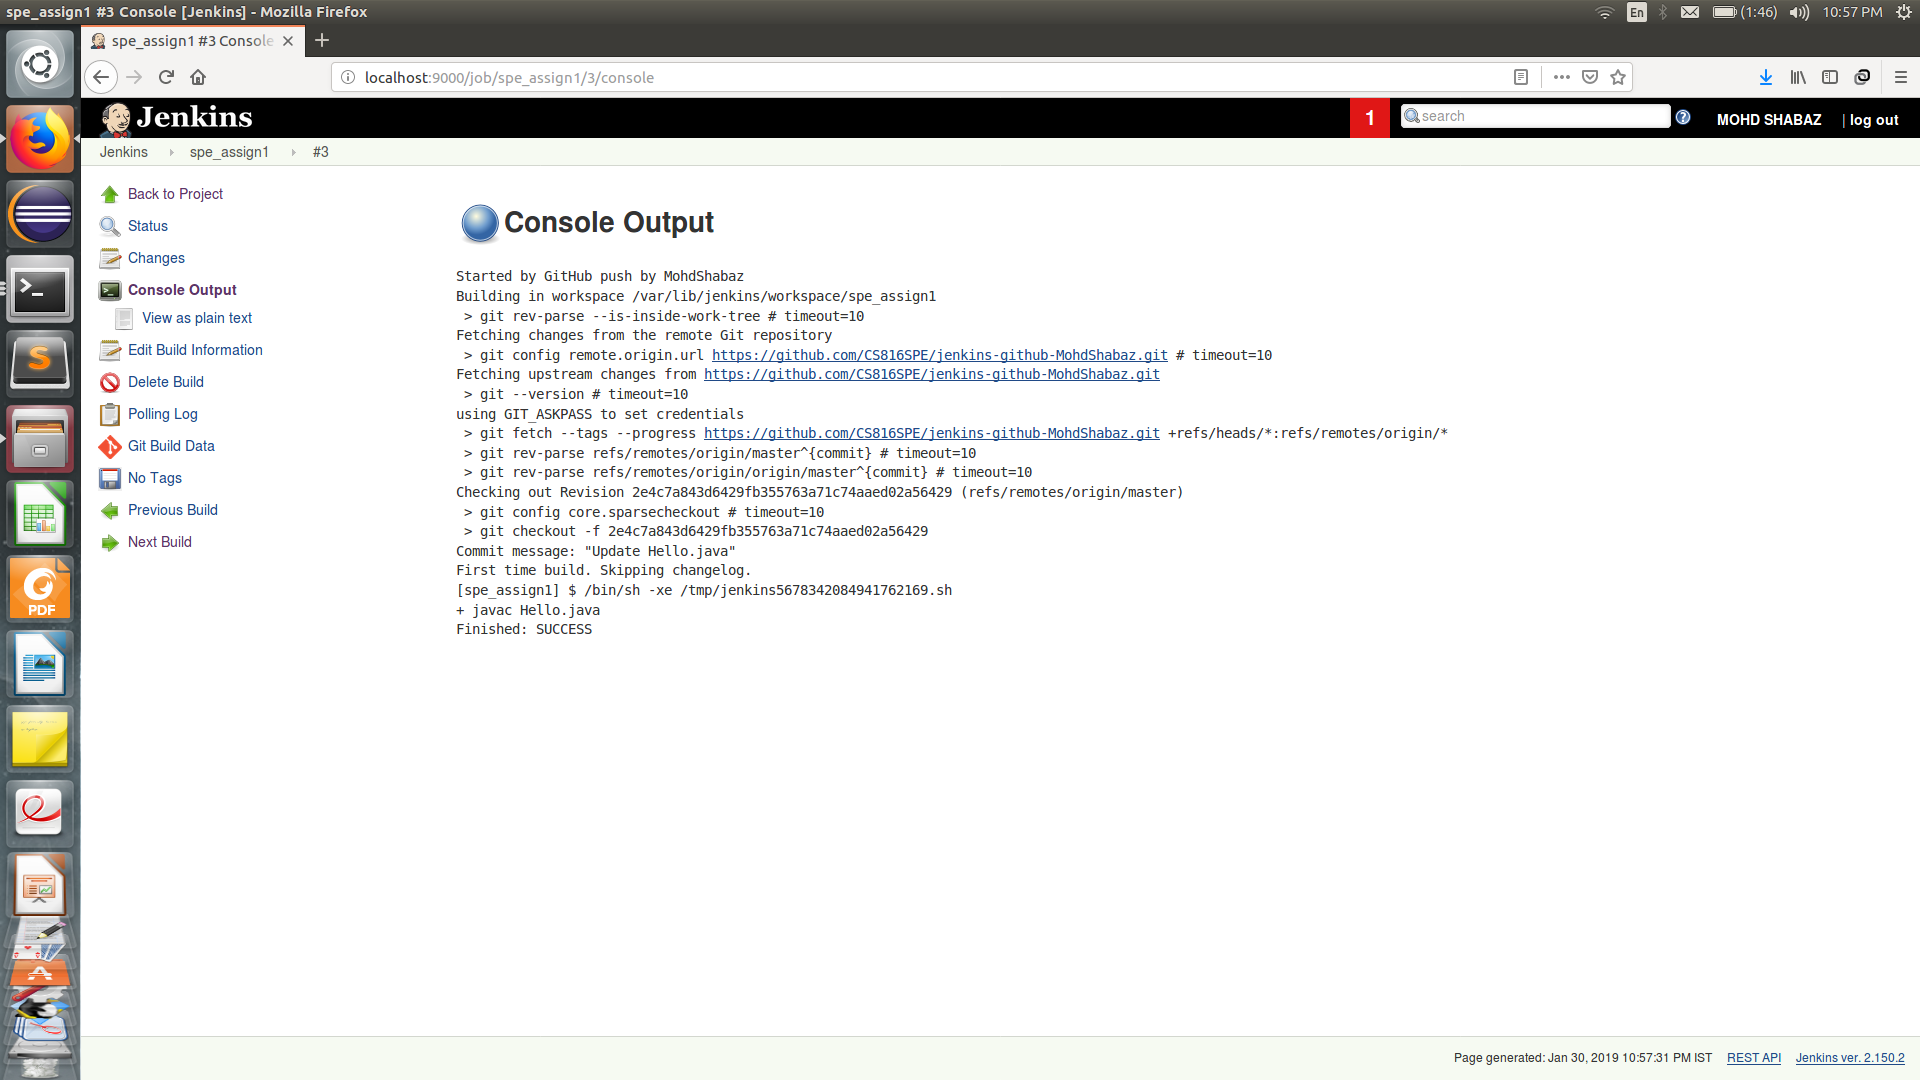 spe_assign1 #3 Console [Jenkins] - Mozilla Firefox
En
(1:46)
10:57 PM
spe_assign1 #3 Console
localhost:9000/job/spe_assign1/3/console
Jenkins
1
search
MOHD SHABAZ
| log out
Jenkins
spe_assign1
#3
Back to Project
Status
Changes
Console Output
View as plain text
Edit Build Information
Delete Build
Polling Log
Git Build Data
No Tags
Previous Build
Next Build
PDF
Console Output
Started by GitHub push by MohdShabaz
Building in workspace /var/lib/jenkins/workspace/spe_assign1
> git rev-parse --is-inside-work-tree # timeout=10
Fetching changes from the remote Git repository
> git config remote.origin.url https://github.com/CS816SPE/jenkins-github-MohdShabaz.git # timeout=10
Fetching upstream changes from https://github.com/CS816SPE/jenkins-github-MohdShabaz.git
> git --version # timeout=10
using GIT_ASKPASS to set credentials
> git fetch --tags --progress https://github.com/CS816SPE/jenkins-github-MohdShabaz.git +refs/heads/*:refs/remotes/origin/*
> git rev-parse refs/remotes/origin/master^{commit} # timeout=10
> git rev-parse refs/remotes/origin/origin/master^{commit} # timeout=10
Checking out Revision 2e4c7a843d6429fb355763a71c74aaed02a56429 (refs/remotes/origin/master)
> git config core.sparsecheckout # timeout=10
> git checkout -f 2e4c7a843d6429fb355763a71c74aaed02a56429
Commit message: "Update Hello.java"
First time build. Skipping changelog.
[spe_assign1] $ /bin/sh -xe /tmp/jenkins5678342084941762169.sh
+ javac Hello.java
Finished: SUCCESS
Page generated: Jan 30, 2019 10:57:31 PM IST
REST API
Jenkins ver. 2.150.2